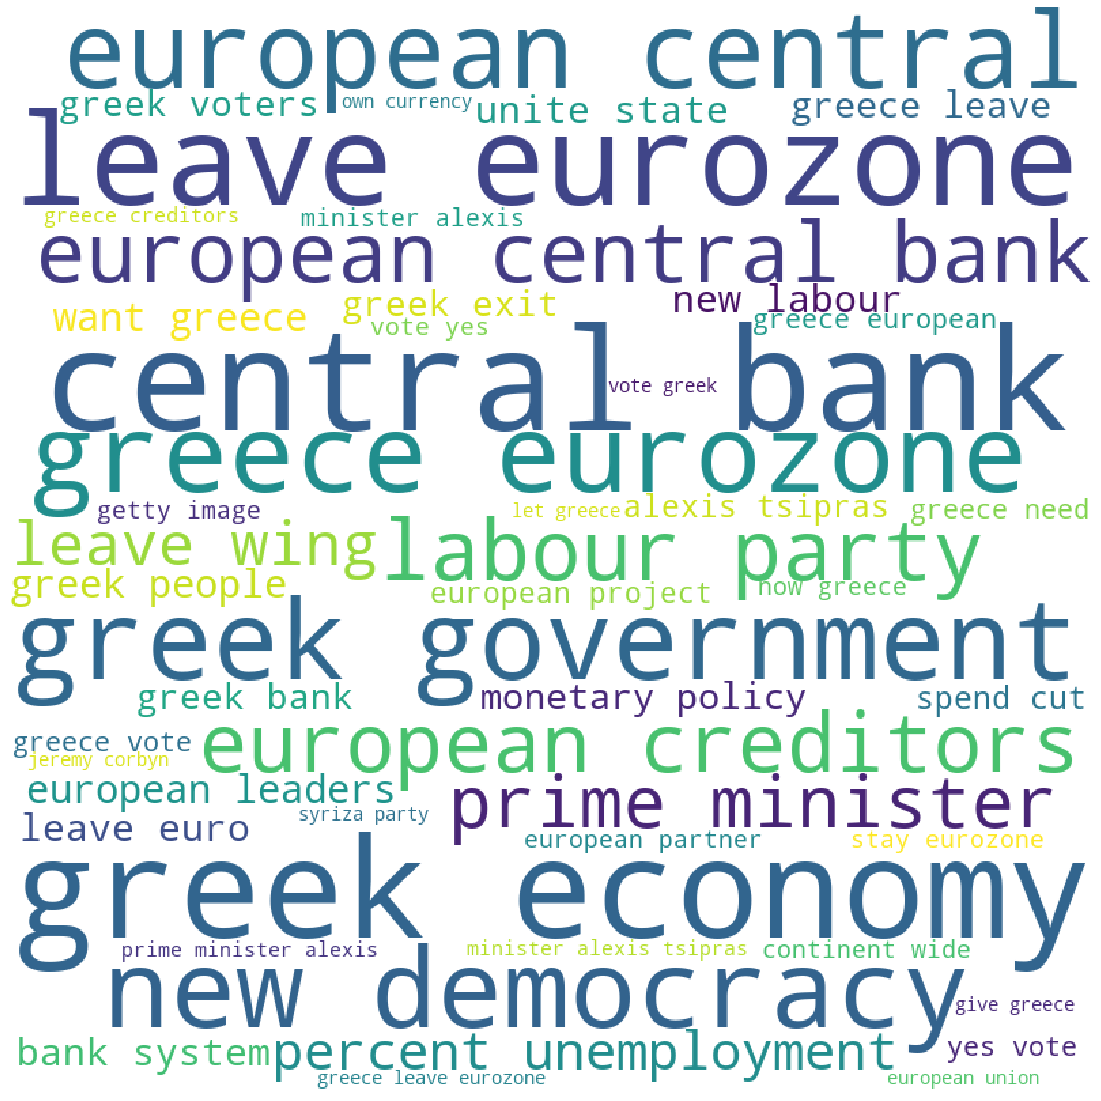 european central
greek voters
own currency
unite state
greece leave
leave eurozone
greece creditors
minister alexis
european central bank
want greece
greek exit
new labour
vote yes
greece european
central bank
vote greek
greece eurozone
getty image
let greece
alexis tsipras
greece need
leave wing
labour party
greek people
european project
now greece
greek government
greek bank
monetary policy
spend cut
greece vote
european creditors
jeremy corbyn
european leaders
prime minister
leave euro
syriza party
european partner
stay eurozone
greek economy
prime minister alexis
minister alexis tsipras
continent wide
new democracy
give greece
bank system
percent unemployment
yes vote
greece leave eurozone
european union